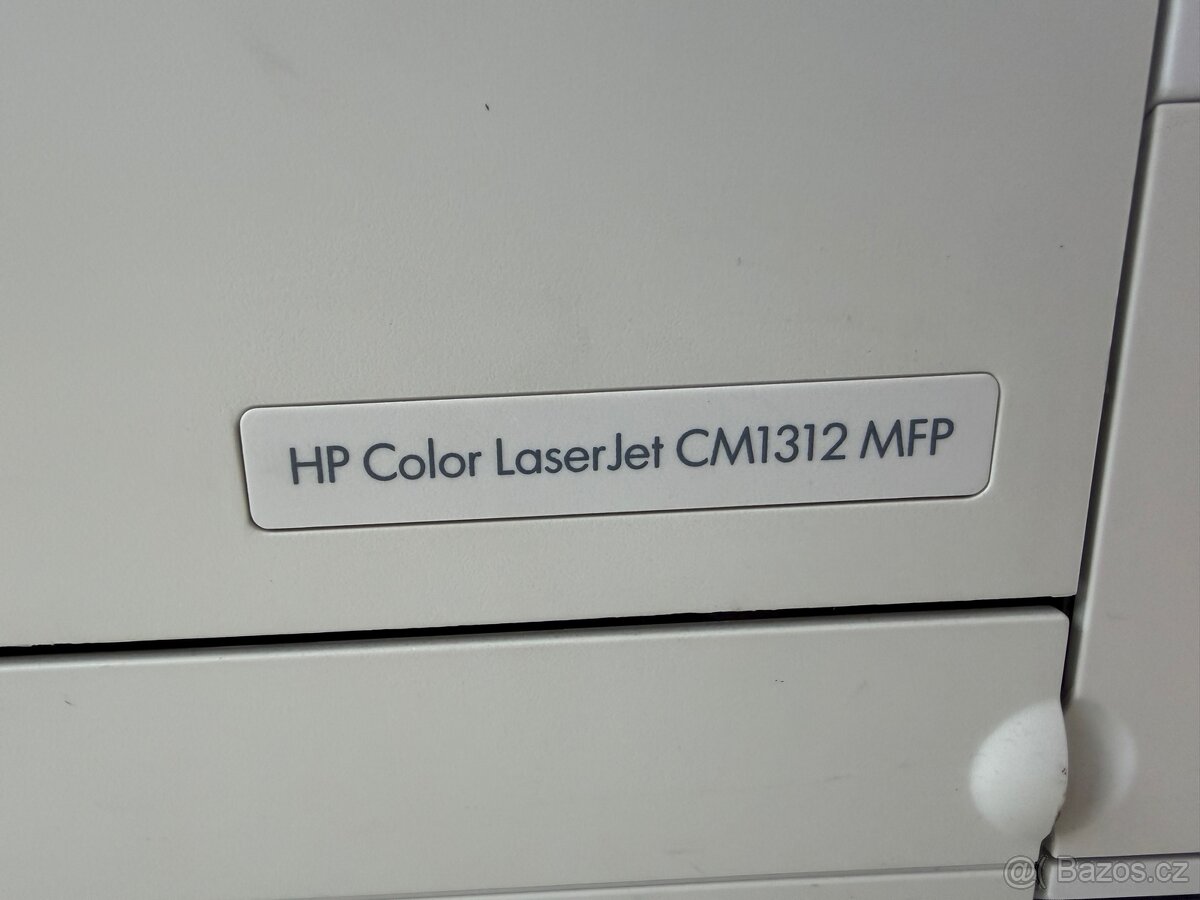 HP Color LaserJet CM1312 MFP
@ Bazos.cz